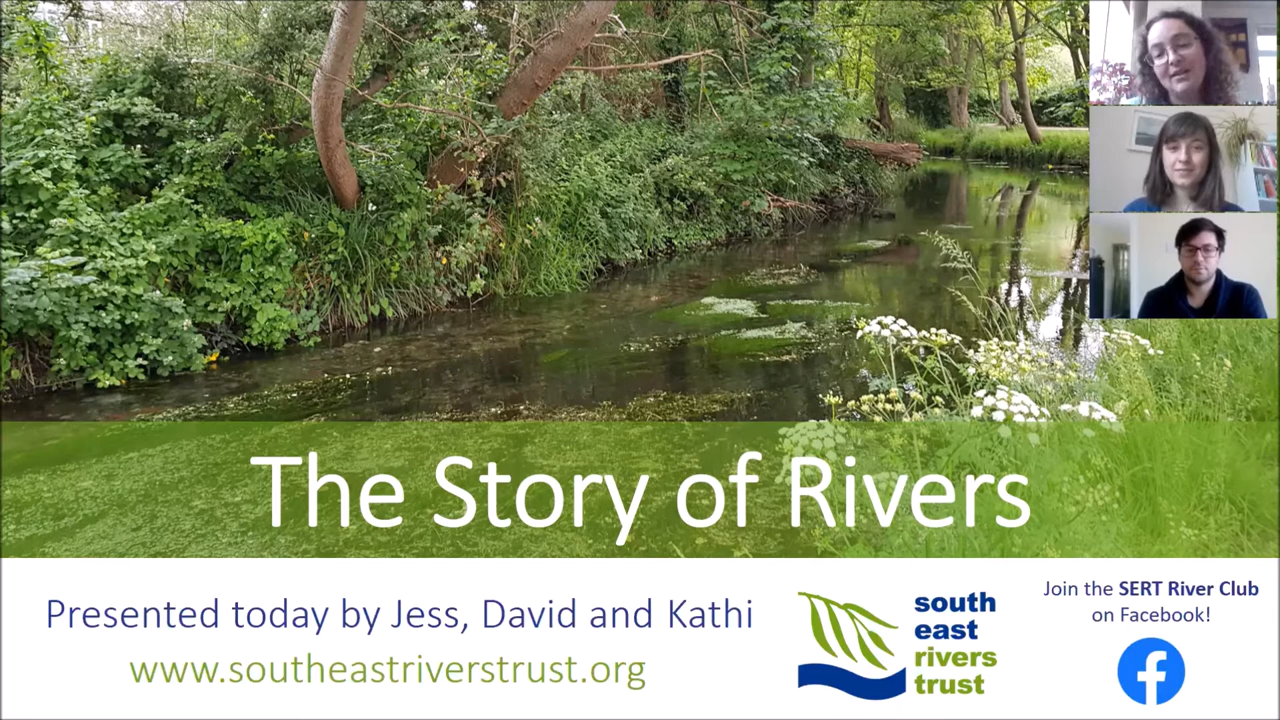 The Story of Rivers
Presented today by Jess, David and Kathi
www.southeastriverstrust.org
south
east
rivers
trust
Join the SERT River Club
on Facebook!